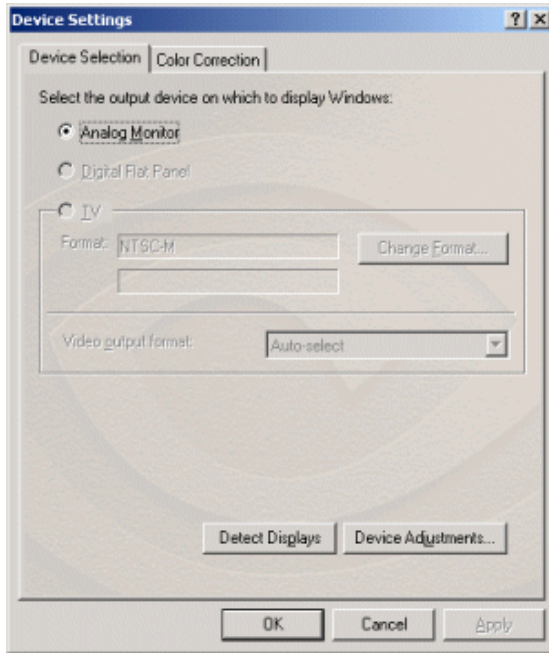 Device Settings
Device Selection
Color Correction
Select the output device on which to display Windows:
Analog Monitor
Digital Flat Panel
TV
Format:
NTSC-M
Change Format...
Video output format:
Auto-select
Detect Displays
Device Adjustments...
OK
Cancel
Apply